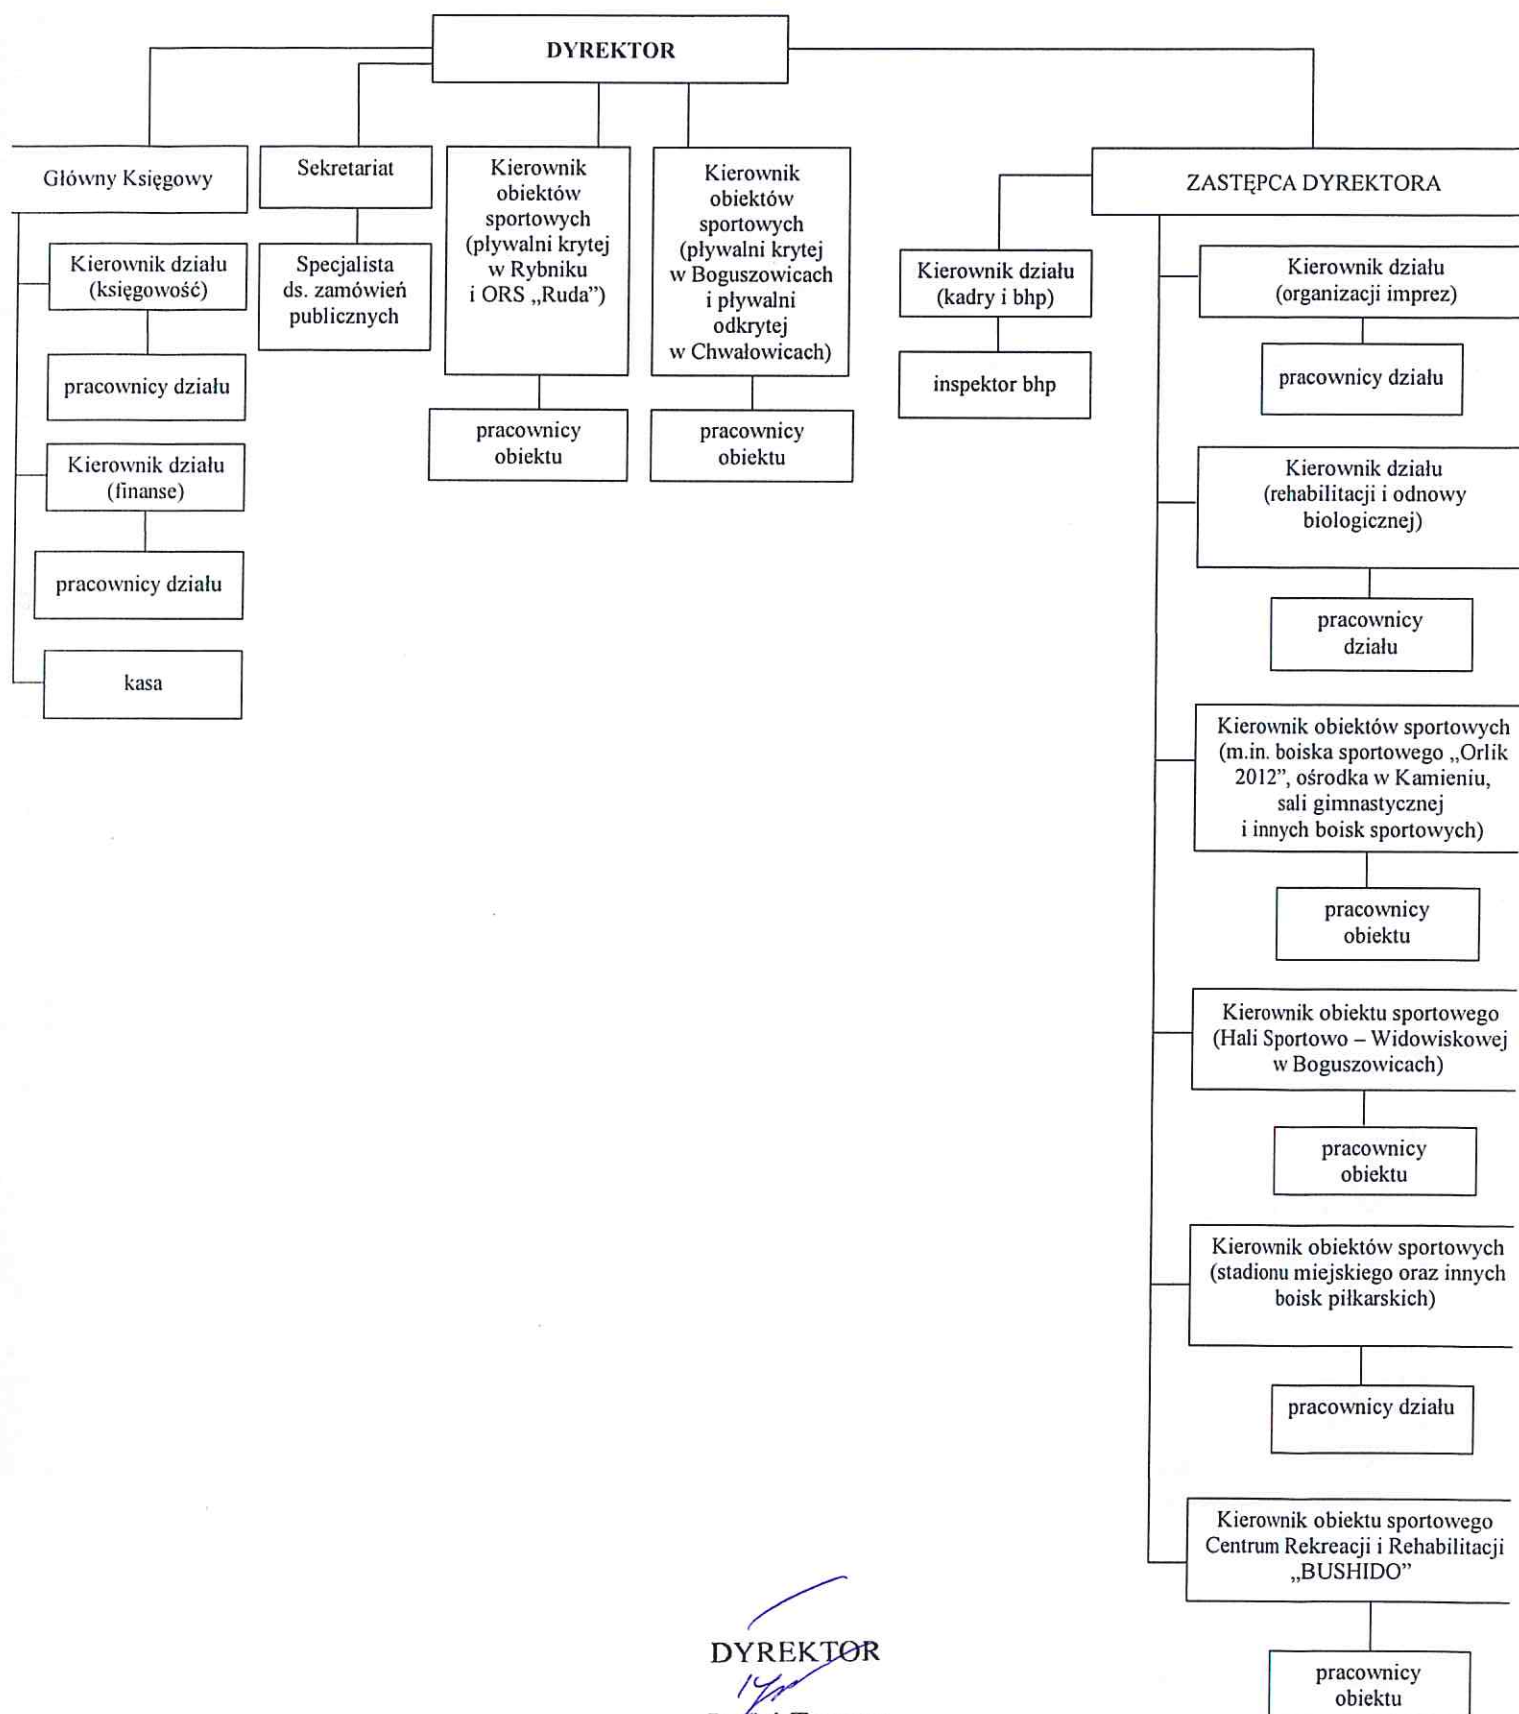 DYREKTOR
Główny Księgowy
Kierownik działu
(księgowość)
pracownicy działu
Kierownik działu
(finanse)
pracownicy działu
kasa
Sekretariat
Specjalista
ds. zamówień
publicznych
Kierownik
obiektów
sportowych
(pływalni krytej
w Rybniku
i ORS „Ruda”)
pracownicy
obiektu
Kierownik
obiektów
sportowych
(pływalni krytej
w Boguszowicach
i pływalni
odkrytej
w Chwałowicach)
pracownicy
obiektu
ZASTĘPCA DYREKTORA
Kierownik działu
(kadry i bhp)
inspektor bhp
Kierownik działu
(organizacji imprez)
pracownicy działu
Kierownik działu
(rehabilitacji i odnowy
biologicznej)
pracownicy
działu
Kierownik obiektów sportowych
(m.in. boiska sportowego „Orlik
2012”, ośrodka w Kamieniu,
sali gimnastycznej
i innych boisk sportowych)
pracownicy
obiektu
Kierownik obiektu sportowego
(Hali Sportowo – Widowiskowej
w Boguszowicach)
pracownicy
obiektu
Kierownik obiektów sportowych
(stadionu miejskiego oraz innych
boisk piłkarskich)
pracownicy działu
Kierownik obiektu sportowego
Centrum Rekreacji i Rehabilitacji
„BUSHIDO”
pracownicy
obiektu
DYREKTOR